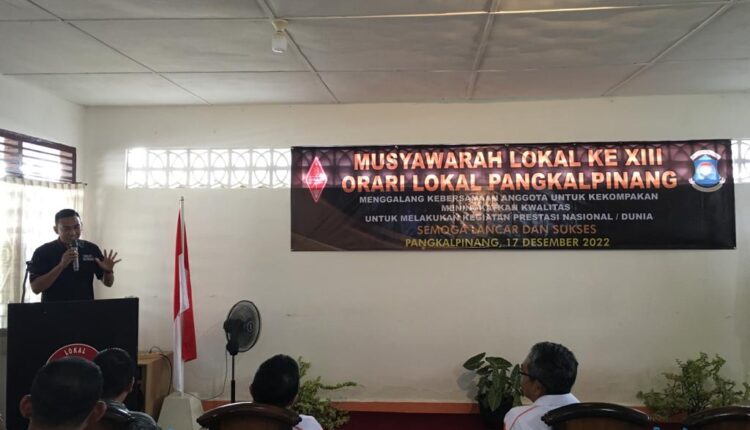 MUSYAWARAH LOKAL KE XIII
ORARI LOKAL PANGKALPINANG
MENGGALANG KEBERSAMAAN ANGGOTA UNTUK KEKOMPAKAN
MENINGKATKAN KWALITAS
UNTUK MELAKUKAN KEGIATAN PRESTASI NASIONAL / DUNIA
SEMOGA LANCAR DAN SUKSES
PANGKALPINANG, 17 DESEMBER 2022
LOKAL